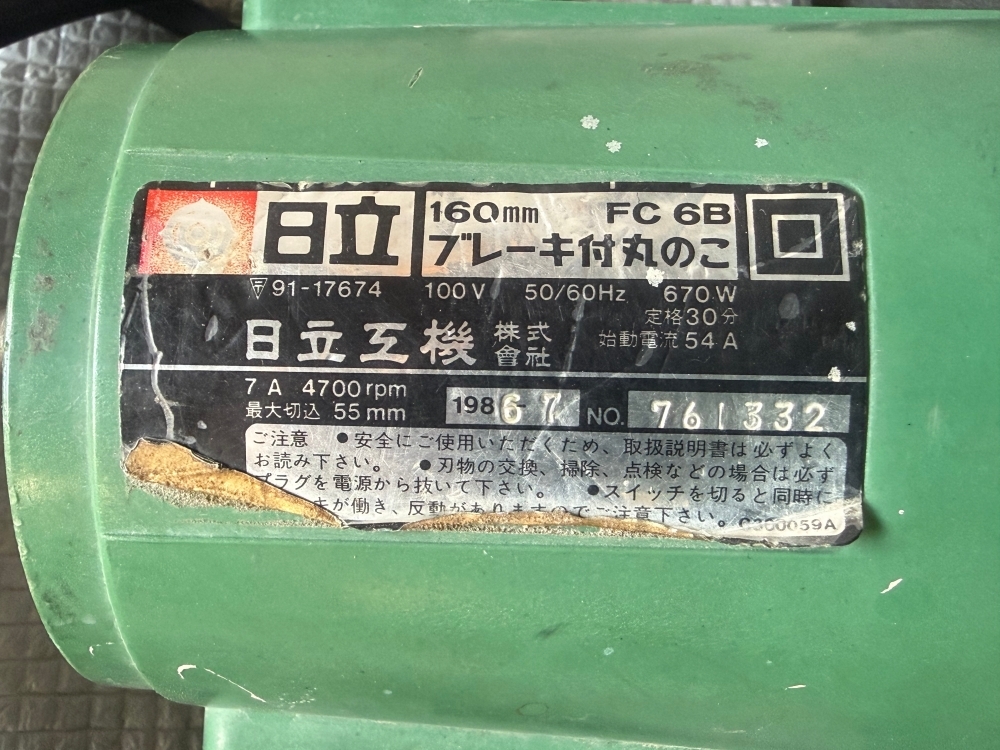 日立
160mm FC 6B
ブレーキ付丸のこ
〒91-17674 100V 50/60Hz 670W
定格30分
日立工機 株式會社 始動電流54A
7A 4700rpm
最大切込 55mm
1986-7 NO. 761332
ご注意 ●安全にご使用いただくため、取扱説明書は必ずよく
お読み下さい。 ●刃物の交換、掃除、点検などの場合は必ず
プラグを電源から抜いて下さい。 ●スイッチを切ると同時に
キが働き、反動がありますのでご注意下さい。 C300059A